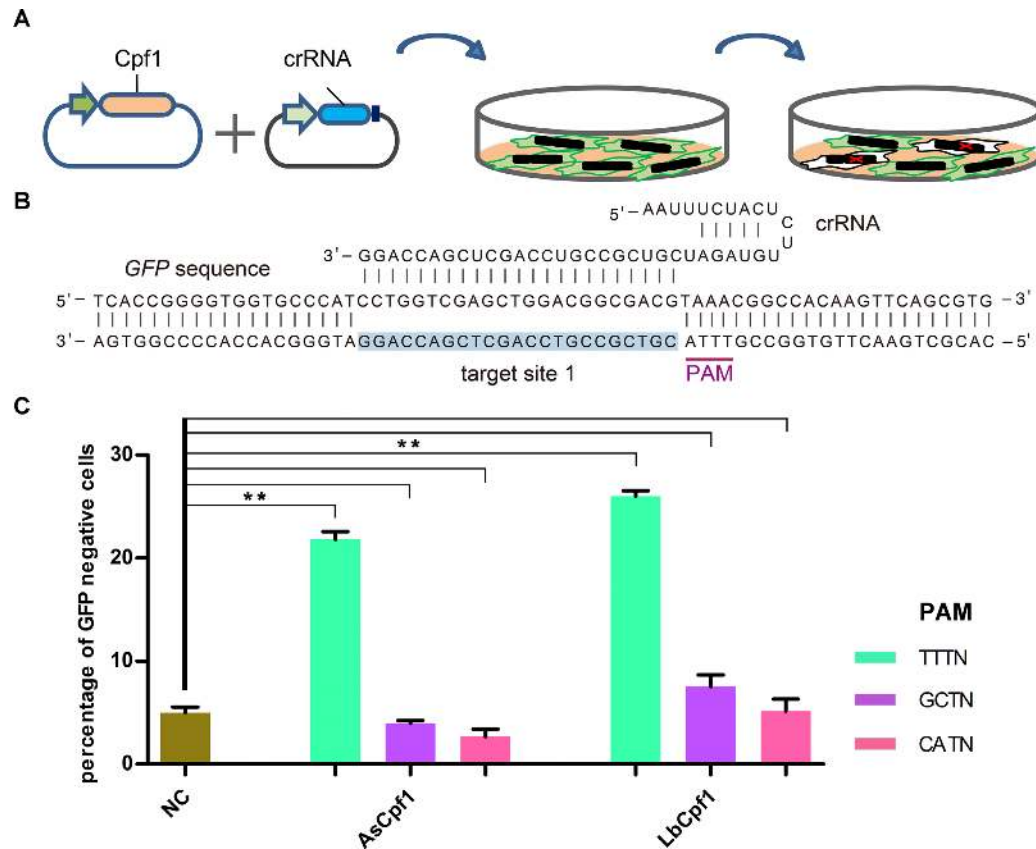 A
Cpf1
crRNA
B
5'– AAUUUCUACU
C
U
crRNA
3'– GGACCAGCUCGACCUGCCGCUGCUAGAUGU
GFP sequence
5'– TCACCGGGGTGGTGCCCATCCTGGTCGAGCTGGACGGCGACGTAAACGGCCACAAGTTCAGCGTG –3'
3'– AGTGGCCCCACCACGGGTAGGACCAGCTCGACCTGCCGCTGCATTTGCCGGTGTTCAAGTCGCAC –5'
target site 1
PAM
C
percentage of GFP negative cells
30
20
10
0
**
**
NC
AsCpf1
LbCpf1
PAM
TTTN
GCTN
CATN